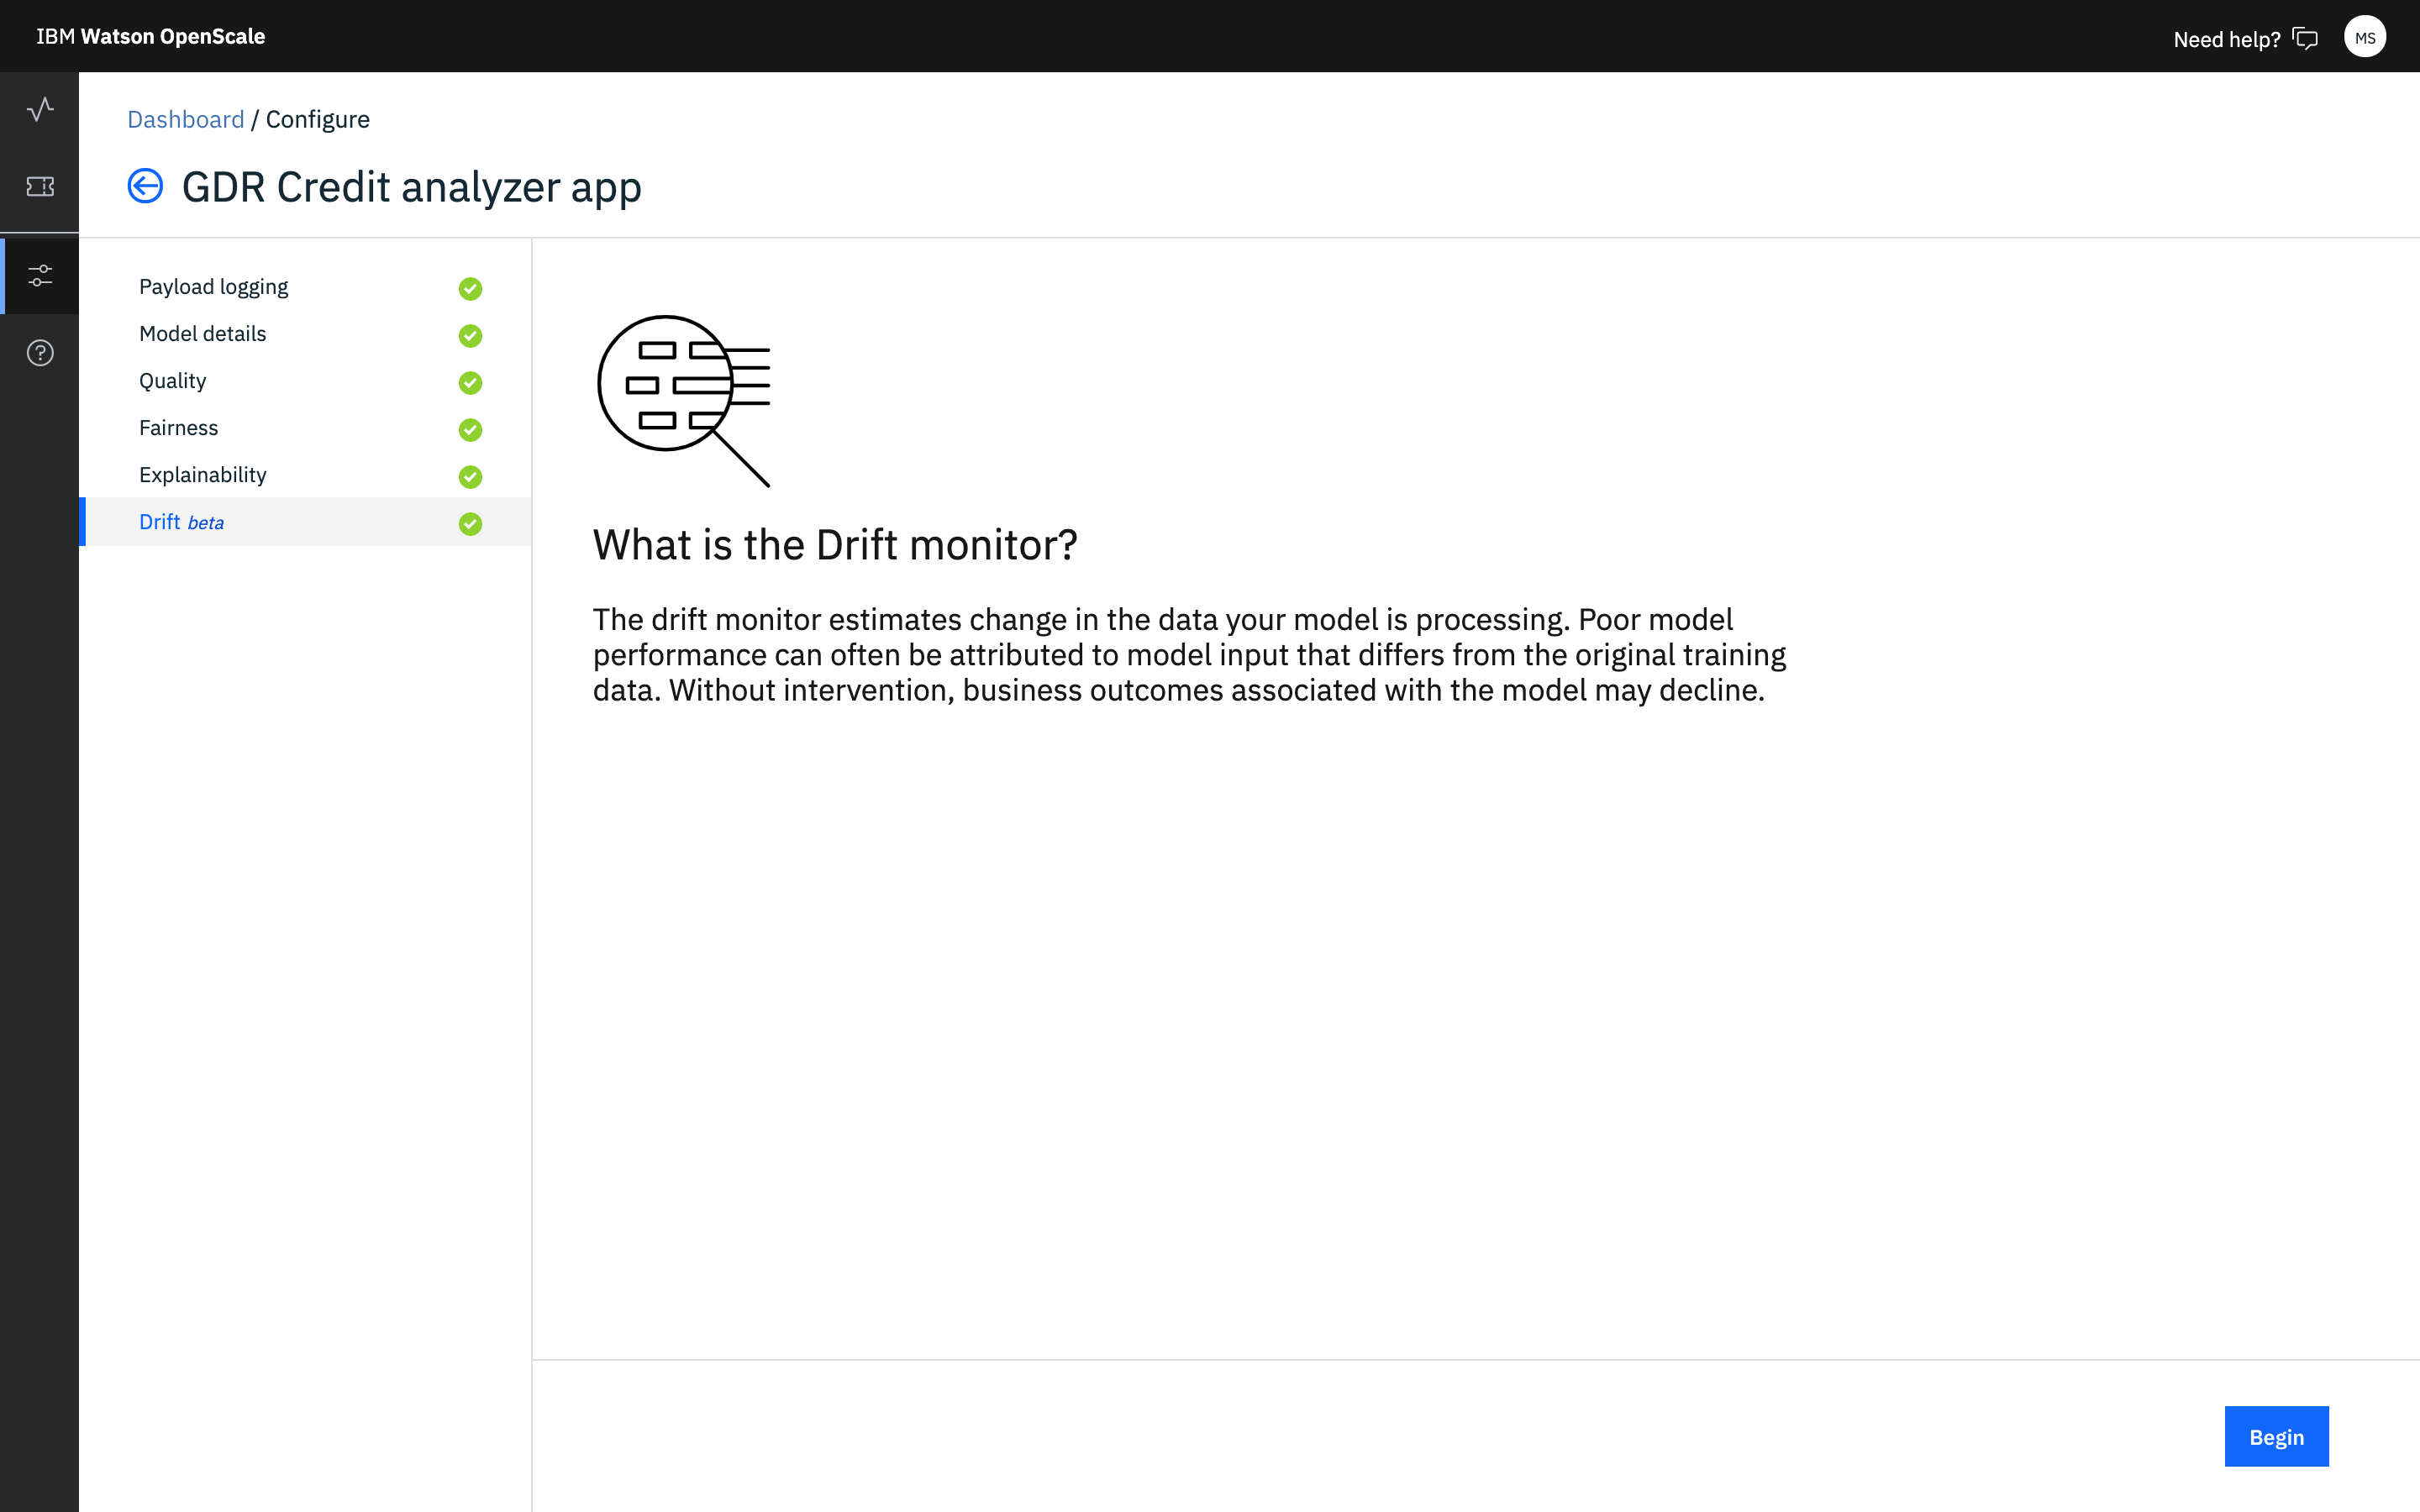 IBM Watson OpenScale
Need help?
MS
Dashboard / Configure
GDR Credit analyzer app
Payload logging
Model details
Quality
Fairness
Explainability
Drift beta
What is the Drift monitor?
The drift monitor estimates change in the data your model is processing. Poor model
performance can often be attributed to model input that differs from the original training
data. Without intervention, business outcomes associated with the model may decline.
Begin